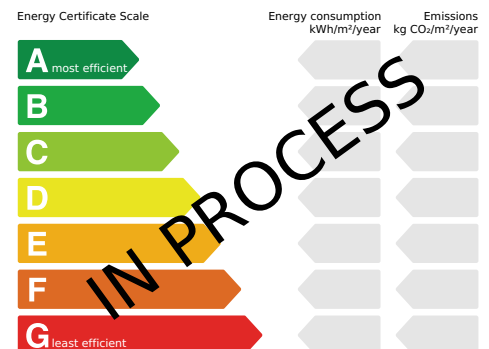 Energy Certificate Scale
Energy consumption
kWh/m²/year
Emissions
kg CO₂/m²/year
A most efficient
B
C
D
E
F
G least efficient
IN PROCESS